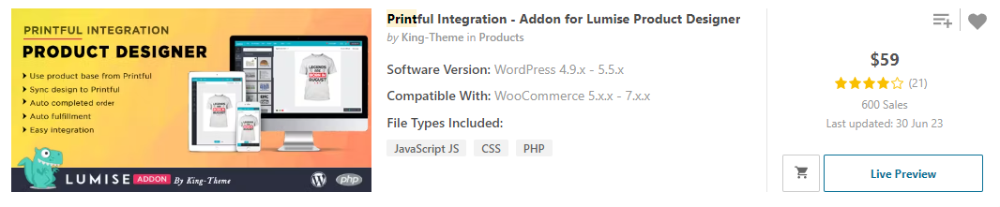 PRINTFUL INTEGRATION
PRODUCT DESIGNER
Use product base from Printful
Sync design to Printful
Auto completed order
Auto fulfillment
Easy integration
LUMISE ADDON By King-Theme
php
Printful Integration - Addon for Lumise Product Designer
by King-Theme in Products
Software Version: WordPress 4.9.x - 5.5.x
Compatible With: WooCommerce 5.x.x - 7.x.x
File Types Included:
JavaScript JS CSS PHP
$59
(21)
600 Sales
Last updated: 30 Jun 23
Live Preview